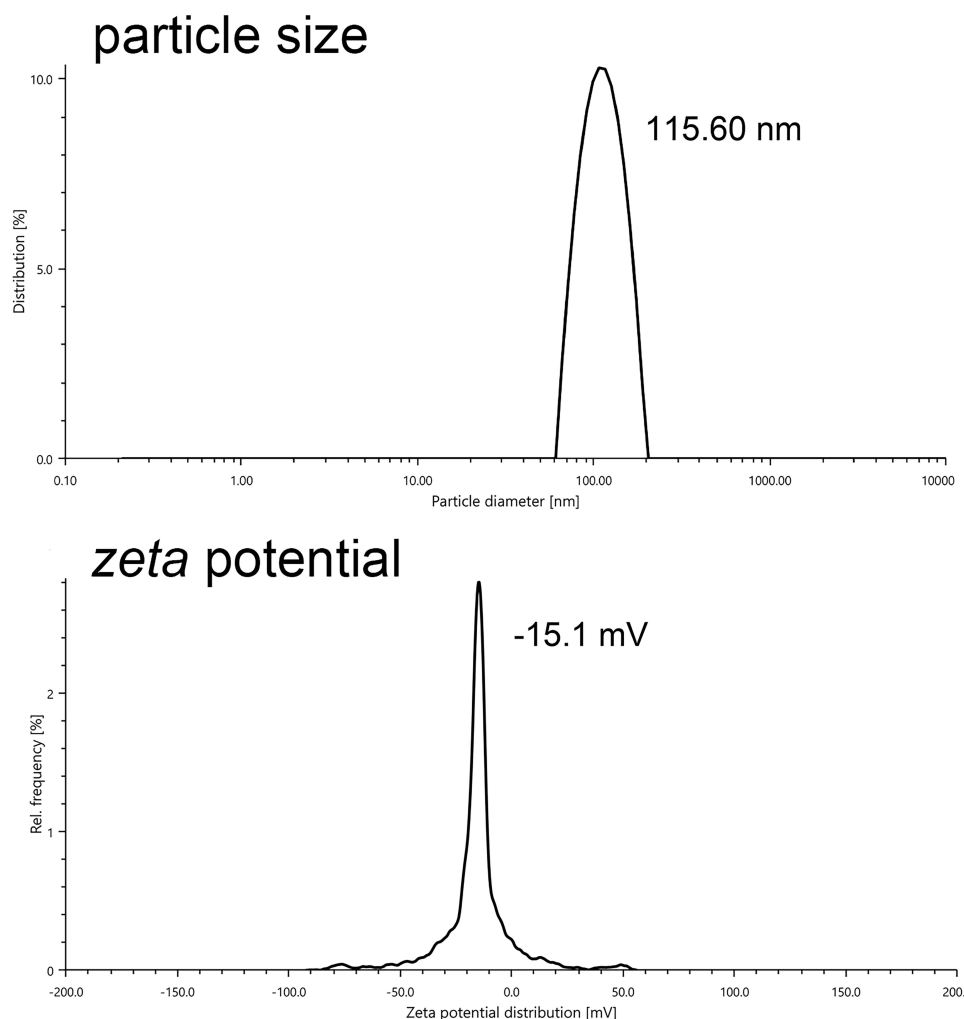 particle size
10.0
115.60 nm
Distribution [%]
5.0
0.0
0.10 1.00 10.00 100.00 1000.00 10000
Particle diameter [nm]
zeta potential
-15.1 mV
2
Rel. frequency [%]
1
0
-200.0 -150.0 -100.0 -50.0 0.0 50.0 100.0 150.0 200.
Zeta potential distribution [mV]